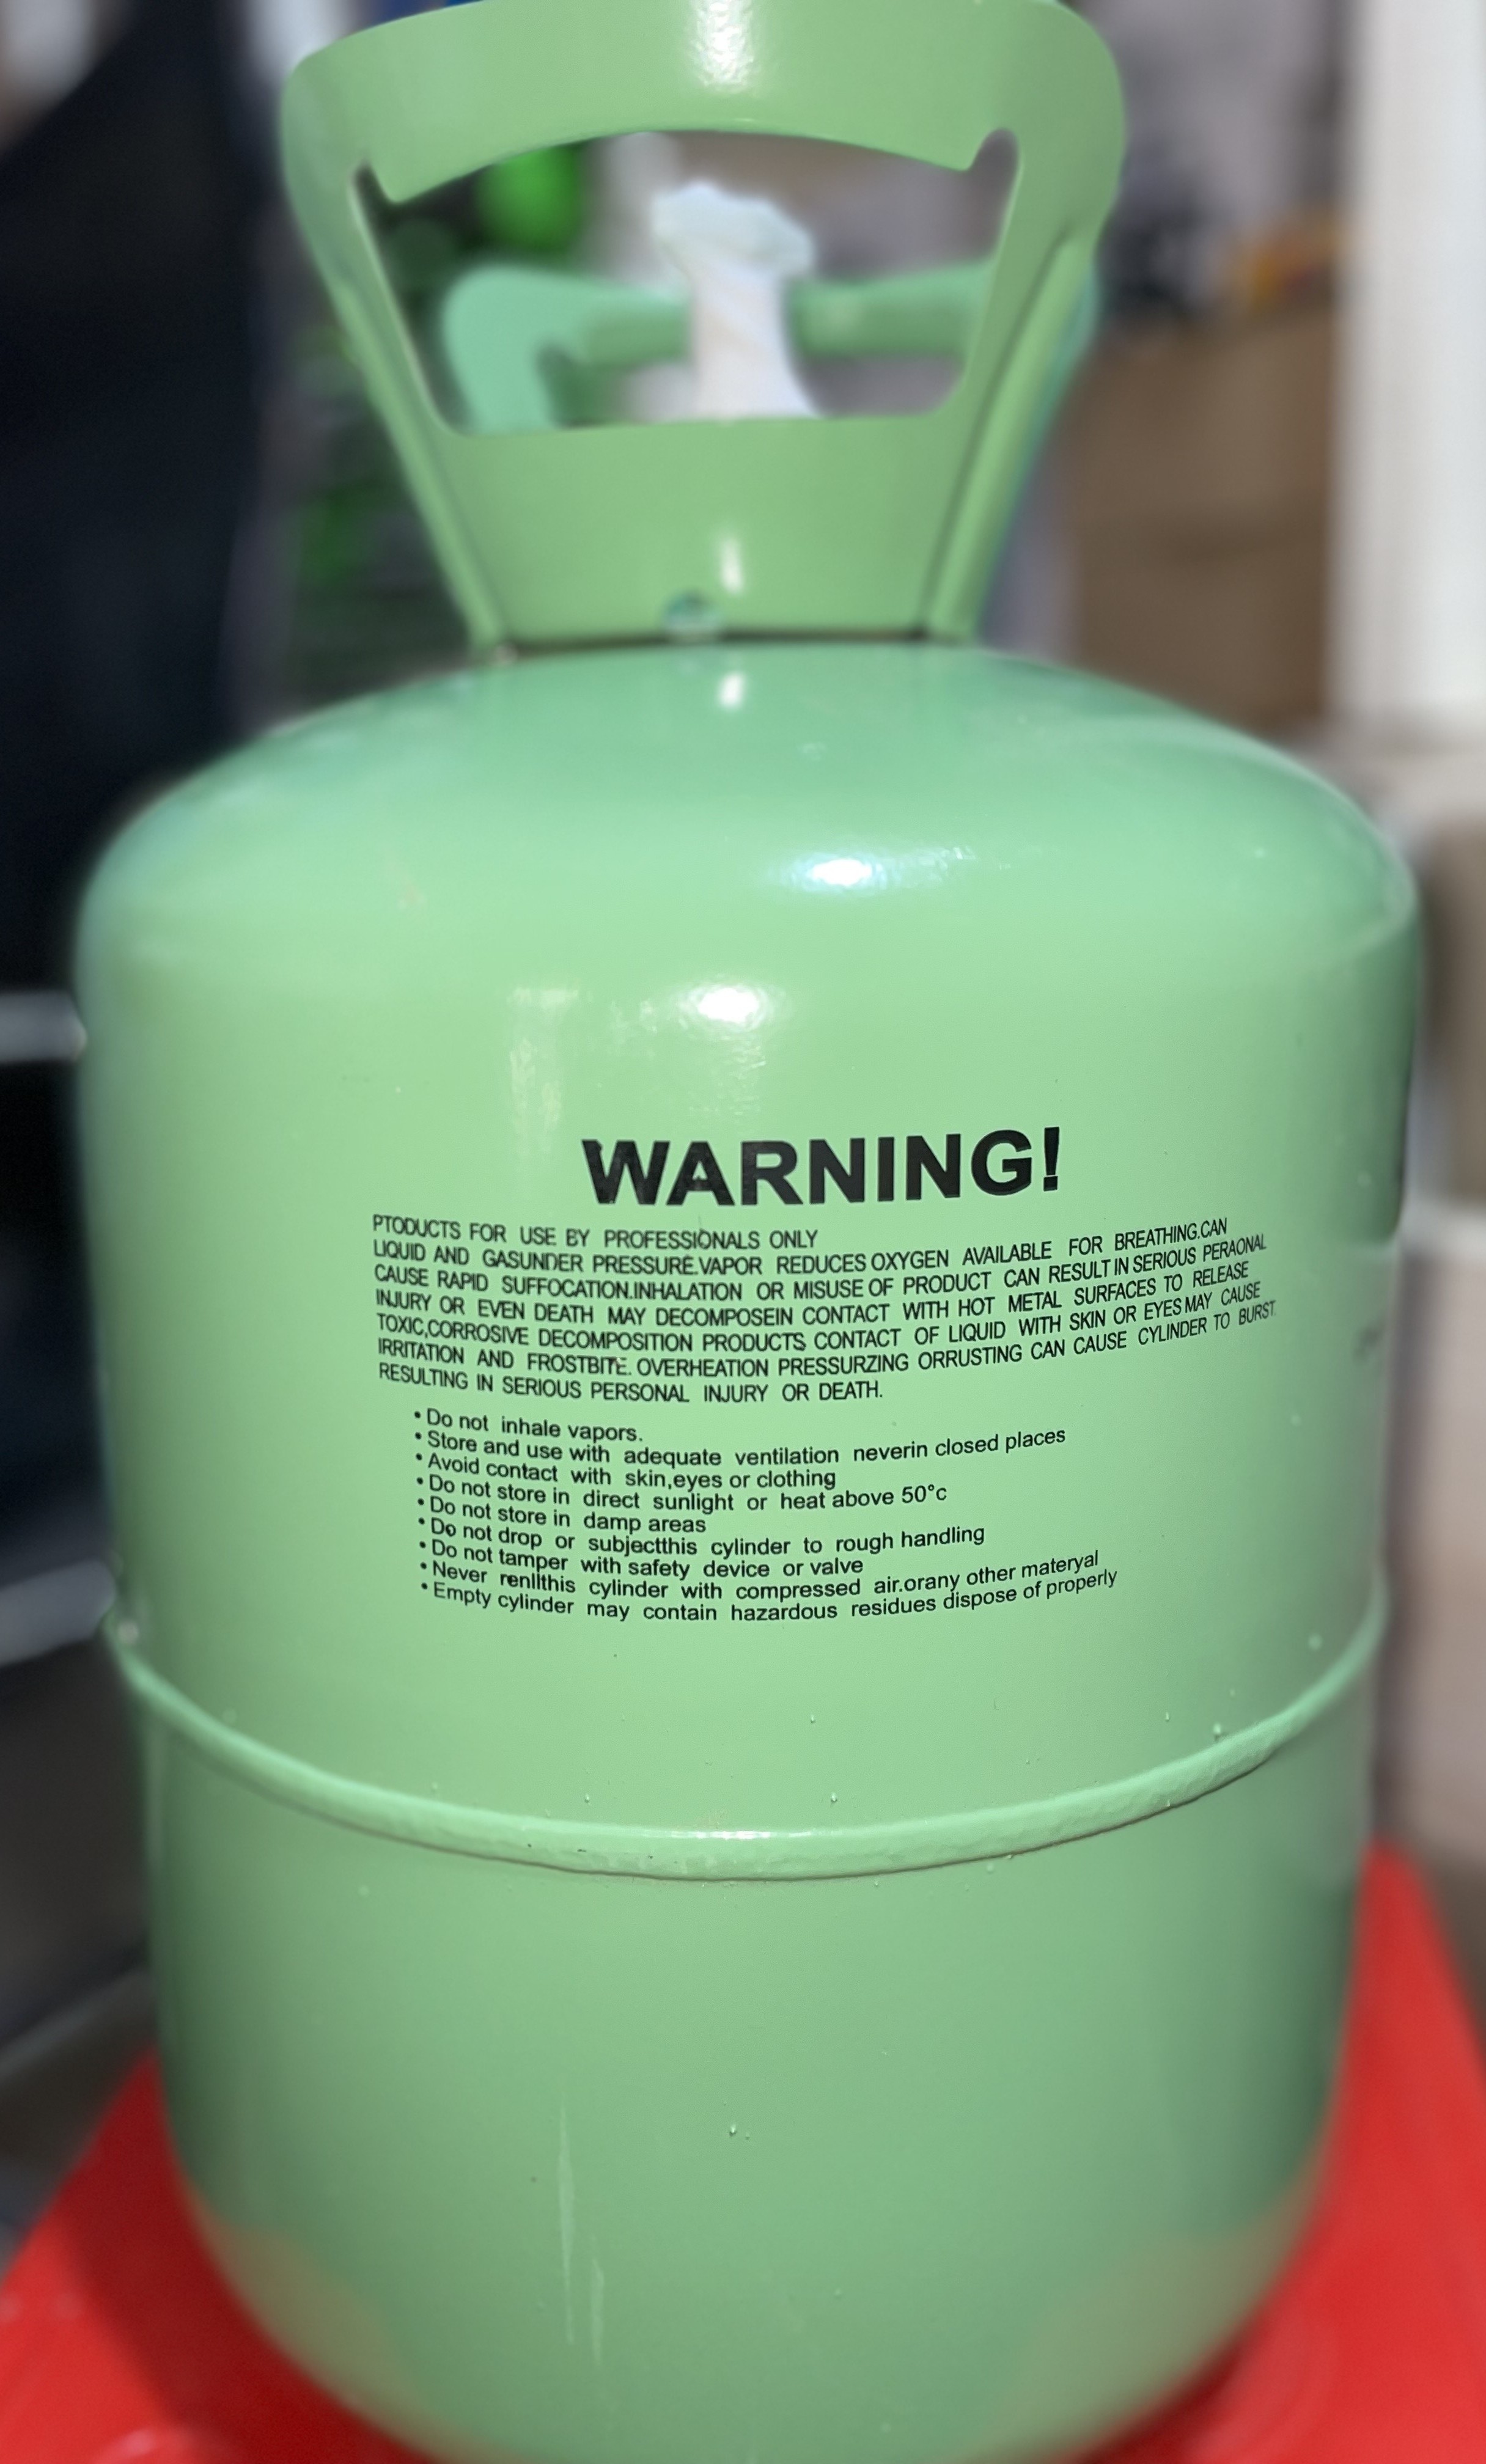 WARNING!
PTODUCTS FOR USE BY PROFESSIONALS ONLY
LIQUID AND GASUNDER PRESSURE.VAPOR REDUCES OXYGEN AVAILABLE FOR BREATHING.CAN
CAUSE RAPID SUFFOCATION.INHALATION OR MISUSE OF PRODUCT CAN RESULT IN SERIOUS PERAONAL
INJURY OR EVEN DEATH MAY DECOMPOSEIN CONTACT WITH HOT METAL SURFACES TO RELEASE
TOXIC,CORROSIVE DECOMPOSITION PRODUCTS CONTACT OF LIQUID WITH SKIN OR EYES MAY CAUSE
IRRITATION AND FROSTBITE. OVERHEATION PRESSURZING ORRUSTING CAN CAUSE CYLINDER TO BURST
RESULTING IN SERIOUS PERSONAL INJURY OR DEATH.
• Do not inhale vapors.
• Store and use with adequate ventilation neverin closed places
• Avoid contact with skin,eyes or clothing
• Do not store in direct sunlight or heat above 50°c
• Do not store in damp areas
• Do not drop or subjectthis cylinder to rough handling
• Do not tamper with safety device or valve
• Never renllthis cylinder with compressed air.orany other materyal
• Empty cylinder may contain hazardous residues dispose of properly